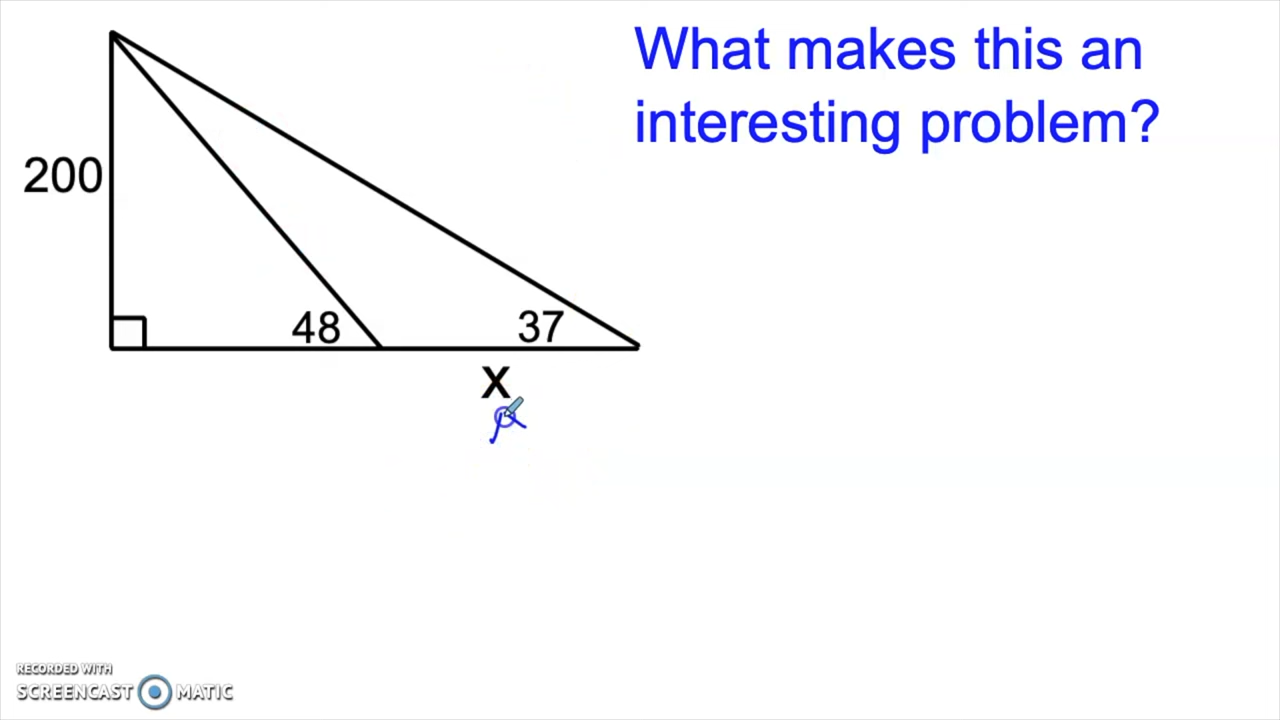 What makes this an
interesting problem?
200
48
37
x
RECORDED WITH
SCREENCAST MATIC